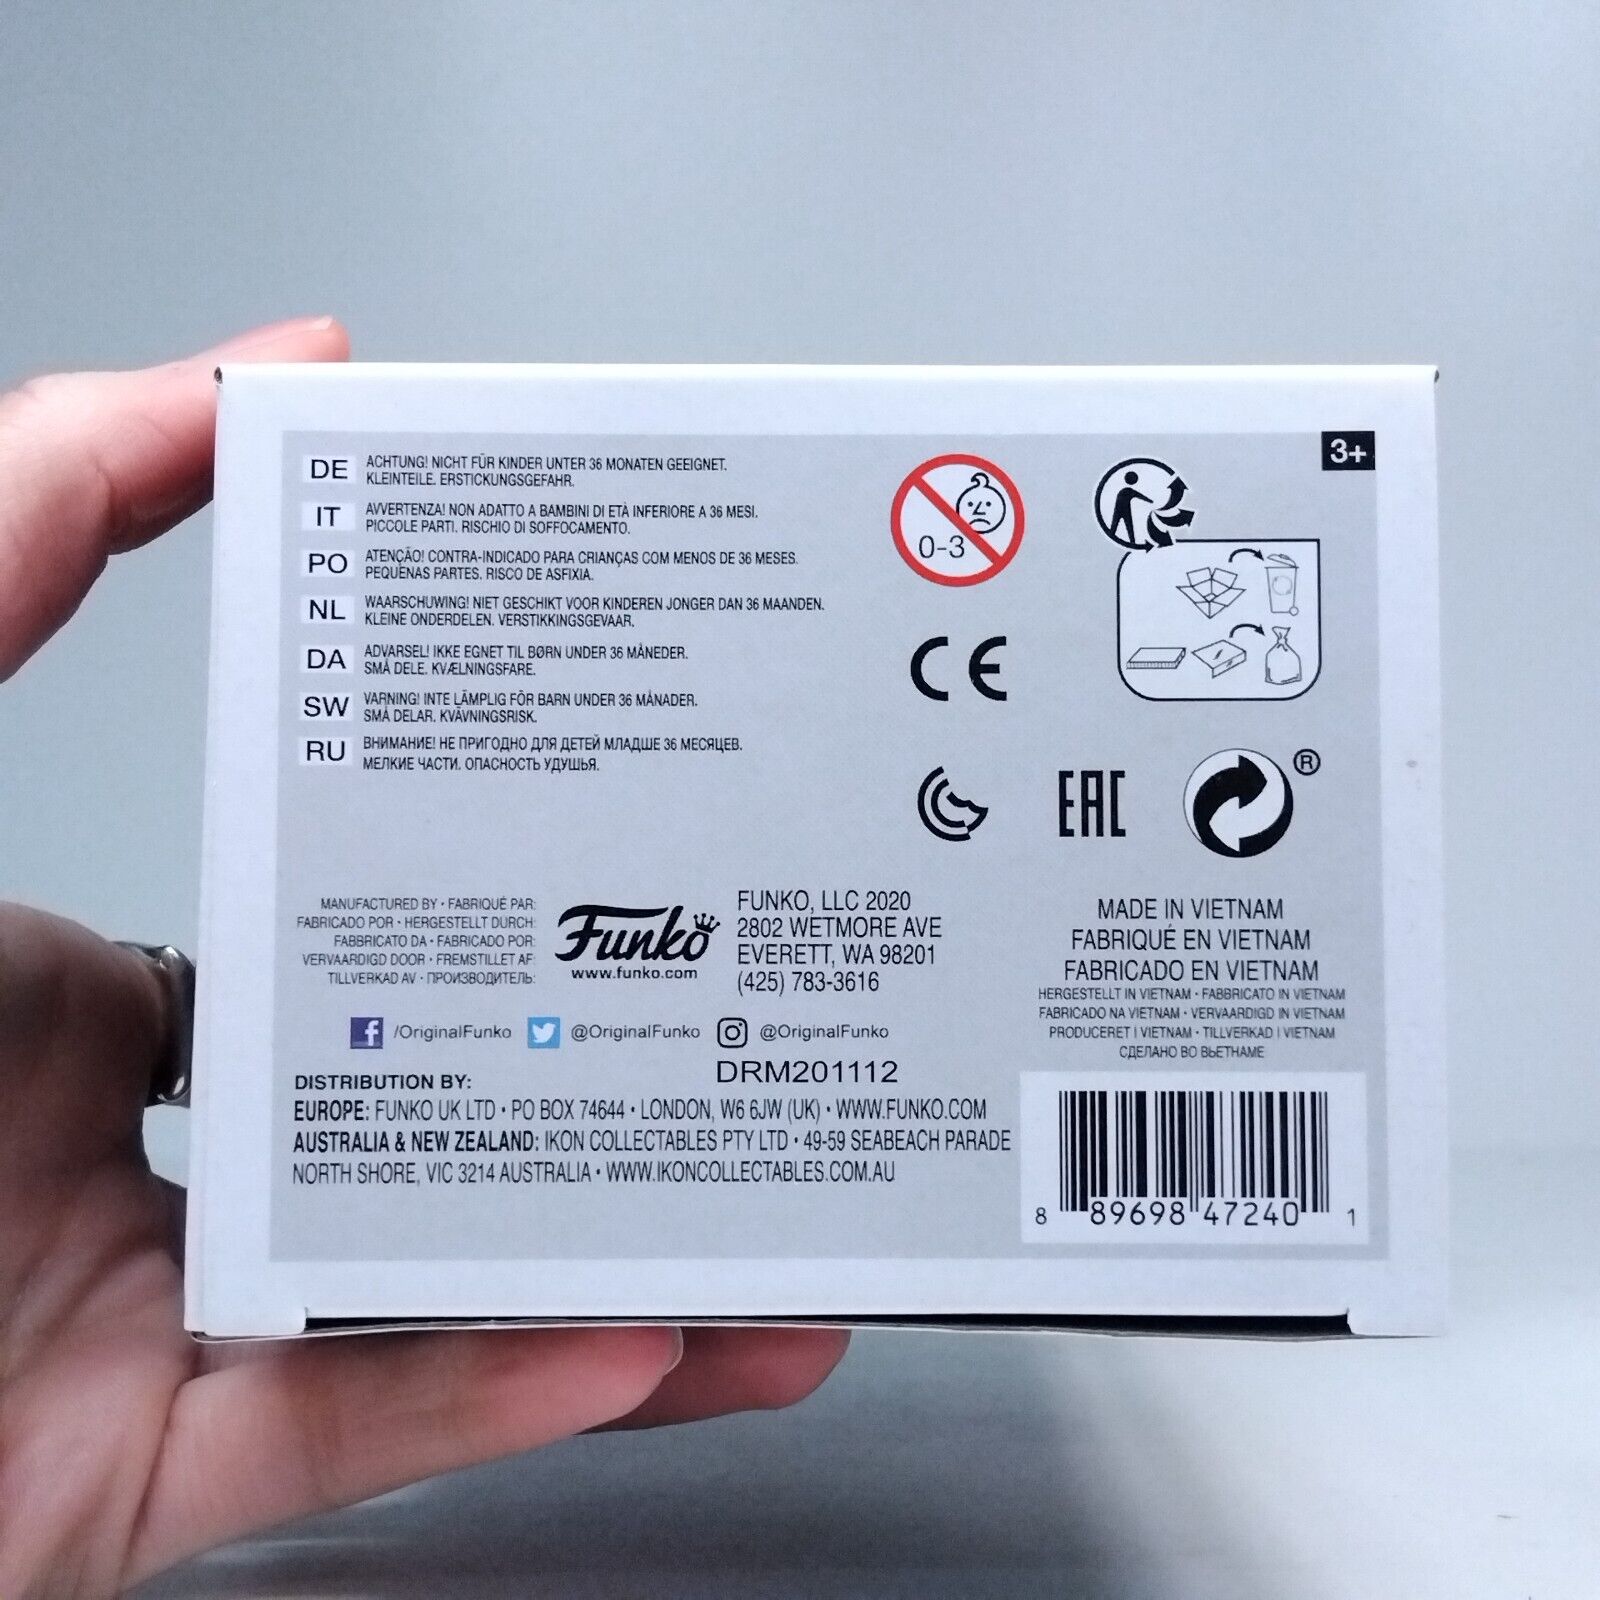 3+
DE ACHTUNG! NICHT FÜR KINDER UNTER 36 MONATEN GEEIGNET.
KLEINTEILE. ERSTICKUNGSGEFAHR.
IT AVVERTENZA! NON ADATTO A BAMBINI DI ETÀ INFERIORE A 36 MESI.
PICCOLE PARTI. RISCHIO DI SOFFOCAMENTO.
PO ATENÇÃO! CONTRA-INDICADO PARA CRIANÇAS COM MENOS DE 36 MESES.
PEQUENAS PARTES. RISCO DE ASFIXIA.
NL WAARSCHUWING! NIET GESCHIKT VOOR KINDEREN JONGER DAN 36 MAANDEN.
KLEINE ONDERDELEN. VERSTIKKINGSGEVAAR.
DA ADVARSEL! IKKE EGNET TIL BØRN UNDER 36 MÅNEDER.
SMÅ DELE. KVÆLNINGSFARE.
SW VARNING! INTE LÄMPLIG FÖR BARN UNDER 36 MÅNADER.
SMÅ DELAR. KVÄVNINGSRISK.
RU ВНИМАНИЕ! НЕ ПРИГОДНО ДЛЯ ДЕТЕЙ МЛАДШЕ 36 МЕСЯЦЕВ.
МЕЛКИЕ ЧАСТИ. ОПАСНОСТЬ УДУШЬЯ.
0-3
CE
EAC
®
MANUFACTURED BY • FABRIQUÉ PAR:
FABRICADO POR • HERGESTELLT DURCH:
FABBRICATO DA • FABRICADO POR:
VERVAARDIGD DOOR • FREMSTILLET AF:
TILLVERKAD AV • ПРОИЗВОДИТЕЛЬ:
Funko
www.funko.com
FUNKO, LLC 2020
2802 WETMORE AVE
EVERETT, WA 98201
(425) 783-3616
MADE IN VIETNAM
FABRIQUÉ EN VIETNAM
FABRICADO EN VIETNAM
HERGESTELLT IN VIETNAM • FABBRICATO IN VIETNAM
FABRICADO NA VIETNAM • VERVAARDIGD IN VIETNAM
PRODUCERET I VIETNAM • TILLVERKAD I VIETNAM
СДЕЛАНО ВО ВЬЕТНАМЕ
f /OriginalFunko @OriginalFunko @OriginalFunko
DRM201112
DISTRIBUTION BY:
EUROPE: FUNKO UK LTD • PO BOX 74644 • LONDON, W6 6JW (UK) • WWW.FUNKO.COM
AUSTRALIA & NEW ZEALAND: IKON COLLECTABLES PTY LTD • 49-59 SEABEACH PARADE
NORTH SHORE, VIC 3214 AUSTRALIA • WWW.IKONCOLLECTABLES.COM.AU
8 89698 47240 1